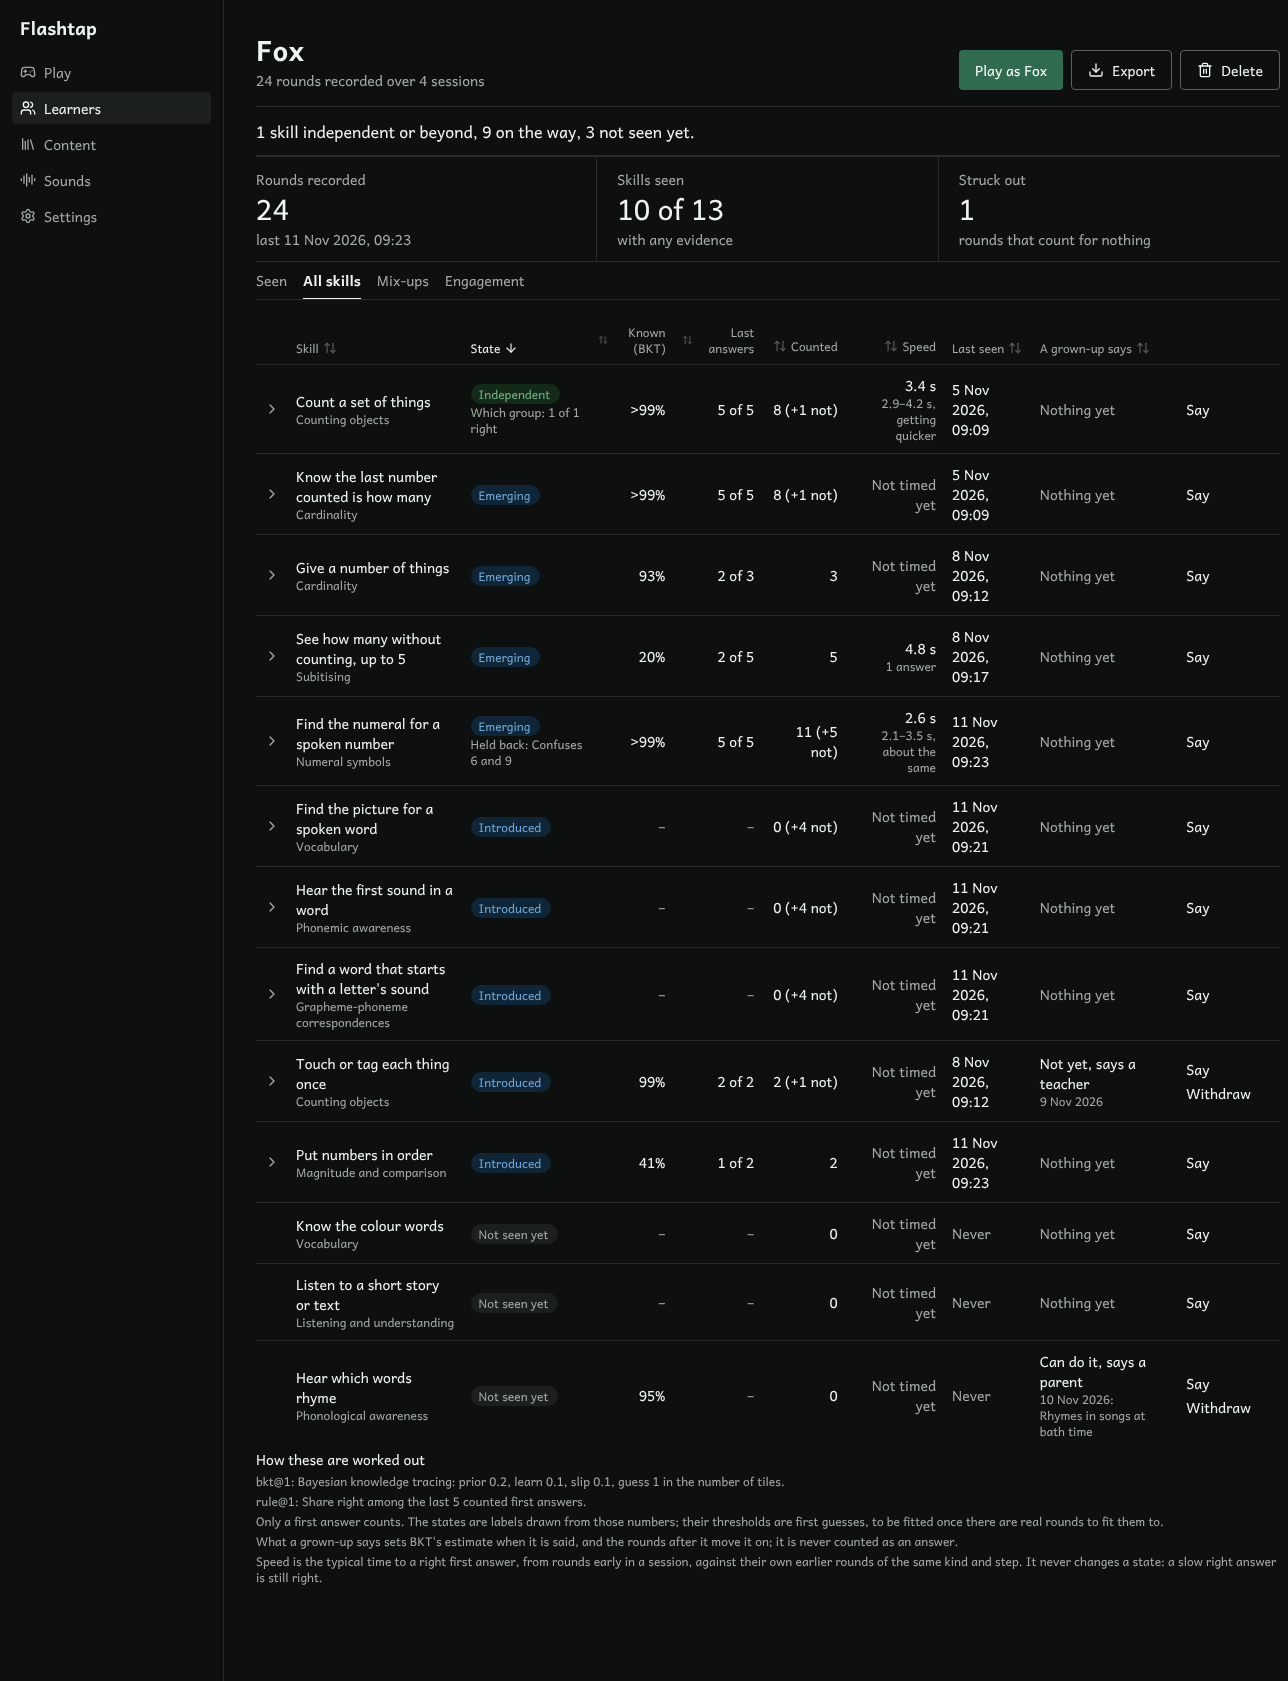 Flashtap
Play
Learners
Content
Sounds
Settings
Fox
24 rounds recorded over 4 sessions
Play as Fox
Export
Delete
1 skill independent or beyond, 9 on the way, 3 not seen yet.
Rounds recorded
24
last 11 Nov 2026, 09:23
Skills seen
10 of 13
with any evidence
Struck out
1
rounds that count for nothing
Seen
All skills
Mix-ups
Engagement
Skill
State
Known
(BKT)
Last
answers
Counted
Speed
Last seen
A grown-up says
Count a set of things
Counting objects
Independent
Which group: 1 of 1
right
>99%
5 of 5
8 (+1 not)
3.4 s
2.9–4.2 s,
getting
quicker
5 Nov
2026,
09:09
Nothing yet
Say
Know the last number
counted is how many
Cardinality
Emerging
>99%
5 of 5
8 (+1 not)
Not timed
yet
5 Nov
2026,
09:09
Nothing yet
Say
Give a number of things
Cardinality
Emerging
93%
2 of 3
3
Not timed
yet
8 Nov
2026,
09:12
Nothing yet
Say
See how many without
counting, up to 5
Subitising
Emerging
20%
2 of 5
5
4.8 s
1 answer
8 Nov
2026,
09:17
Nothing yet
Say
Find the numeral for a
spoken number
Numeral symbols
Emerging
Held back: Confuses
6 and 9
>99%
5 of 5
11 (+5
not)
2.6 s
2.1–3.5 s,
about the
same
11 Nov
2026,
09:23
Nothing yet
Say
Find the picture for a
spoken word
Vocabulary
Introduced
–
–
0 (+4 not)
Not timed
yet
11 Nov
2026,
09:21
Nothing yet
Say
Hear the first sound in a
word
Phonemic awareness
Introduced
–
–
0 (+4 not)
Not timed
yet
11 Nov
2026,
09:21
Nothing yet
Say
Find a word that starts
with a letter's sound
Grapheme-phoneme
correspondences
Introduced
–
–
0 (+4 not)
Not timed
yet
11 Nov
2026,
09:21
Nothing yet
Say
Touch or tag each thing
once
Counting objects
Introduced
99%
2 of 2
2 (+1 not)
Not timed
yet
8 Nov
2026,
09:12
Not yet, says a
teacher
9 Nov 2026
Say
Withdraw
Put numbers in order
Magnitude and comparison
Introduced
41%
1 of 2
2
Not timed
yet
11 Nov
2026,
09:23
Nothing yet
Say
Know the colour words
Vocabulary
Not seen yet
–
–
0
Not timed
yet
Never
Nothing yet
Say
Listen to a short story
or text
Listening and understanding
Not seen yet
–
–
0
Not timed
yet
Never
Nothing yet
Say
Hear which words
rhyme
Phonological awareness
Not seen yet
95%
–
0
Not timed
yet
Never
Can do it, says a
parent
10 Nov 2026:
Rhymes in songs at
bath time
Say
Withdraw
How these are worked out
bkt@1: Bayesian knowledge tracing: prior 0.2, learn 0.1, slip 0.1, guess 1 in the number of tiles.
rule@1: Share right among the last 5 counted first answers.
Only a first answer counts. The states are labels drawn from those numbers; their thresholds are first guesses, to be fitted once there are real rounds to fit them to.
What a grown-up says sets BKT's estimate when it is said, and the rounds after it move it on; it is never counted as an answer.
Speed is the typical time to a right first answer, from rounds early in a session, against their own earlier rounds of the same kind and step. It never changes a state: a slow right answer
is still right.